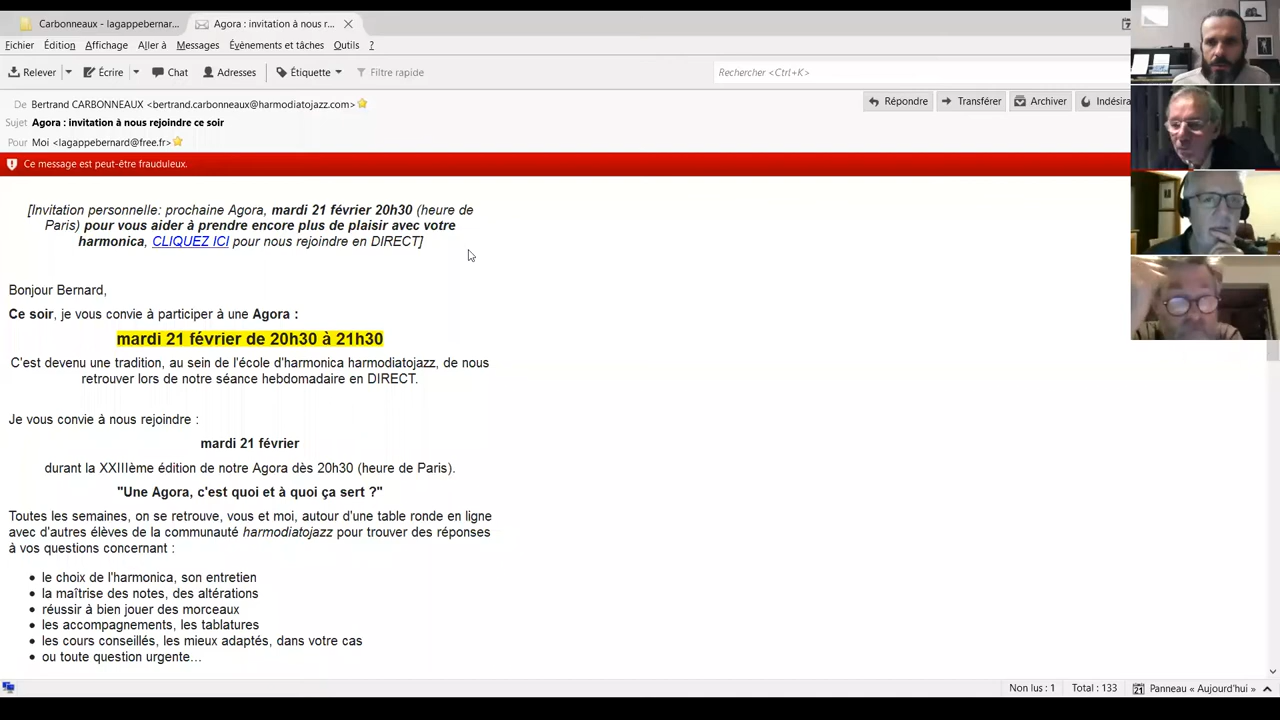 Carbonneaux - lagappebernar...
Agora : invitation à nous r...
Fichier Édition Affichage Aller à Messages Évènements et tâches Outils ?
Relever Écrire Chat Adresses Étiquette Filtre rapide Rechercher <Ctrl+K>
De Bertrand CARBONNEAUX <bertrand.carbonneaux@harmodiatojazz.com> Répondre Transférer Archiver Indésira
Sujet Agora : invitation à nous rejoindre ce soir
Pour Moi <lagappebernard@free.fr>
Ce message est peut-être frauduleux.
[Invitation personnelle: prochaine Agora, mardi 21 février 20h30 (heure de
Paris) pour vous aider à prendre encore plus de plaisir avec votre
harmonica, CLIQUEZ ICI pour nous rejoindre en DIRECT]
Bonjour Bernard,
Ce soir, je vous convie à participer à une Agora :
mardi 21 février de 20h30 à 21h30
C'est devenu une tradition, au sein de l'école d'harmonica harmodiatojazz, de nous
retrouver lors de notre séance hebdomadaire en DIRECT.
Je vous convie à nous rejoindre :
mardi 21 février
durant la XXIIIème édition de notre Agora dès 20h30 (heure de Paris).
"Une Agora, c'est quoi et à quoi ça sert ?"
Toutes les semaines, on se retrouve, vous et moi, autour d'une table ronde en ligne
avec d'autres élèves de la communauté harmodiatojazz pour trouver des réponses
à vos questions concernant :
• le choix de l'harmonica, son entretien
• la maîtrise des notes, des altérations
• réussir à bien jouer des morceaux
• les accompagnements, les tablatures
• les cours conseillés, les mieux adaptés, dans votre cas
• ou toute question urgente...
Non lus : 1 Total : 133 21 Panneau « Aujourd'hui »